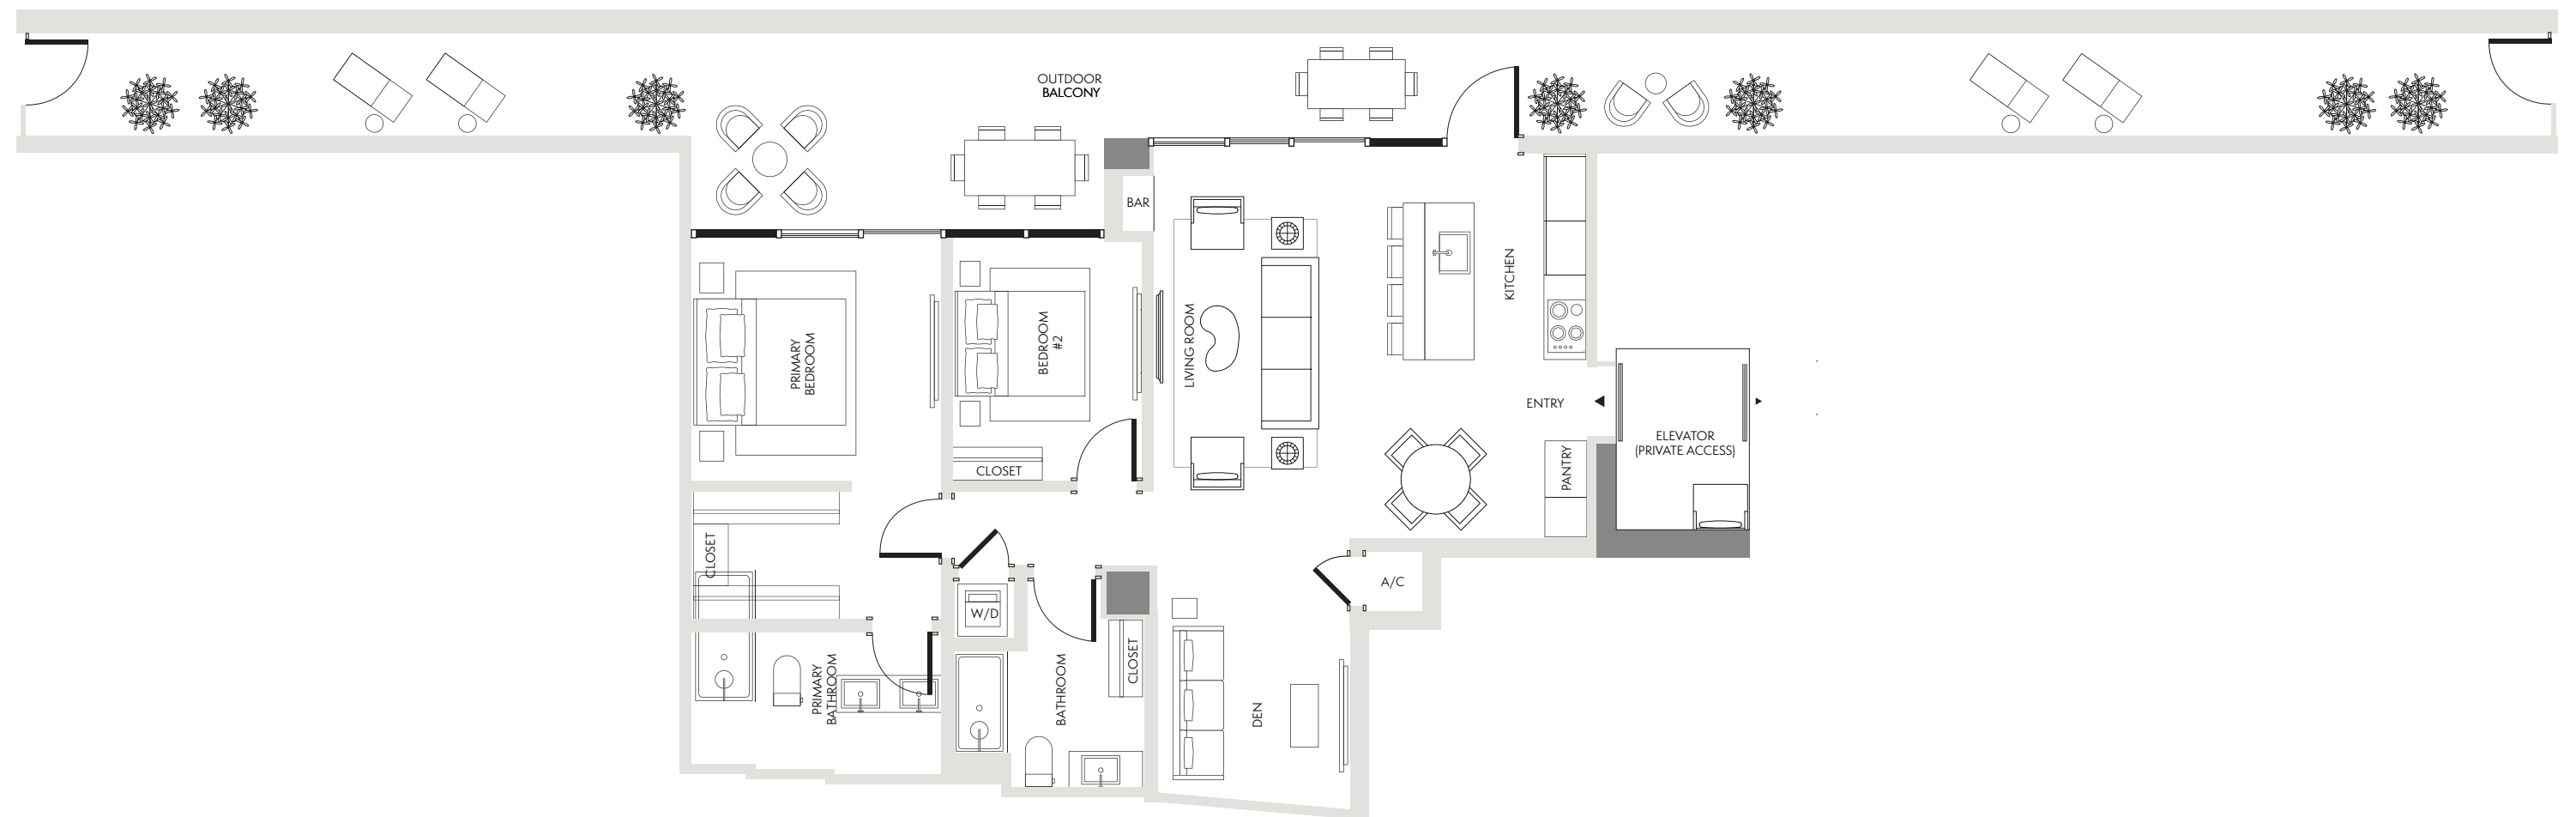 OUTDOOR
BALCONY
BAR
KITCHEN
LIVING ROOM
PRIMARY
BEDROOM
BEDROOM
#2
ENTRY
ELEVATOR
(PRIVATE ACCESS)
CLOSET
PANTRY
CLOSET
A/C
W/D
CLOSET
PRIMARY
BATHROOM
BATHROOM
DEN